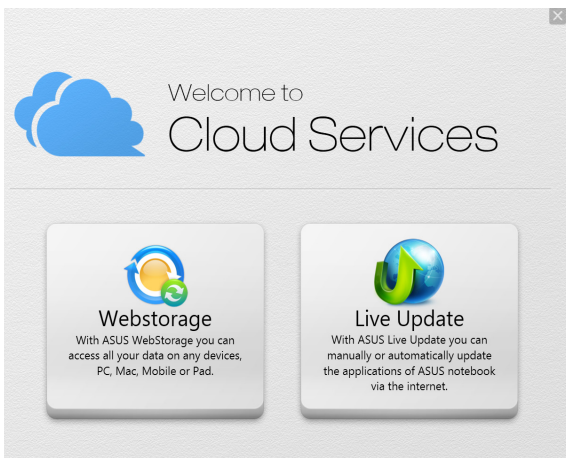 Welcome to
Cloud Services
Webstorage
With ASUS WebStorage you can
access all your data on any devices,
PC, Mac, Mobile or Pad.
Live Update
With ASUS Live Update you can
manually or automatically update
the applications of ASUS notebook
via the internet.